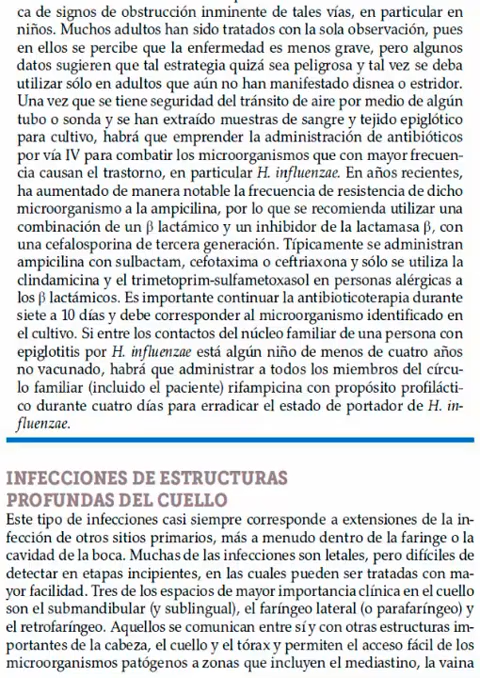 ca de signos de obstrucción inminente de tales vías, en particular en
niños. Muchos adultos han sido tratados con la sola observación, pues
en ellos se percibe que la enfermedad es menos grave, pero algunos
datos sugieren que tal estrategia quizá sea peligrosa y tal vez se deba
utilizar sólo en adultos que aún no han manifestado disnea o estridor.
Una vez que se tiene seguridad del tránsito de aire por medio de algún
tubo o sonda y se han extraído muestras de sangre y tejido epiglótico
para cultivo, habrá que emprender la administración de antibióticos
por vía IV para combatir los microorganismos que con mayor frecuen-
cia causan el trastorno, en particular H. influenzae. En años recientes,
ha aumentado de manera notable la frecuencia de resistencia de dicho
microorganismo a la ampicilina, por lo que se recomienda utilizar una
combinación de un β lactámico y un inhibidor de la lactamasa β, con
una cefalosporina de tercera generación. Típicamente se administran
ampicilina con sulbactam, cefotaxima o ceftriaxona y sólo se utiliza la
clindamicina y el trimetoprim-sulfametoxasol en personas alérgicas a
los β lactámicos. Es importante continuar la antibioticoterapia durante
siete a 10 días y debe corresponder al microorganismo identificado en
el cultivo. Si entre los contactos del núcleo familiar de una persona con
epiglotitis por H. influenzae está algún niño de menos de cuatro años
no vacunado, habrá que administrar a todos los miembros del círcu-
lo familiar (incluido el paciente) rifampicina con propósito profilácti-
co durante cuatro días para erradicar el estado de portador de H. in-
fluenzae.
INFECCIONES DE ESTRUCTURAS
PROFUNDAS DEL CUELLO
Este tipo de infecciones casi siempre corresponde a extensiones de la in-
fección de otros sitios primarios, más a menudo dentro de la faringe o la
cavidad de la boca. Muchas de las infecciones son letales, pero difíciles de
detectar en etapas incipientes, en las cuales pueden ser tratadas con ma-
yor facilidad. Tres de los espacios de mayor importancia clínica en el cuello
son el submandibular (y sublingual), el faríngeo lateral (o parafaríngeo) y
el retrofaríngeo. Aquellos se comunican entre sí y con otras estructuras im-
portantes de la cabeza, el cuello y el tórax y permiten el acceso fácil de los
microorganismos patógenos a zonas que incluyen el mediastino, la vaina